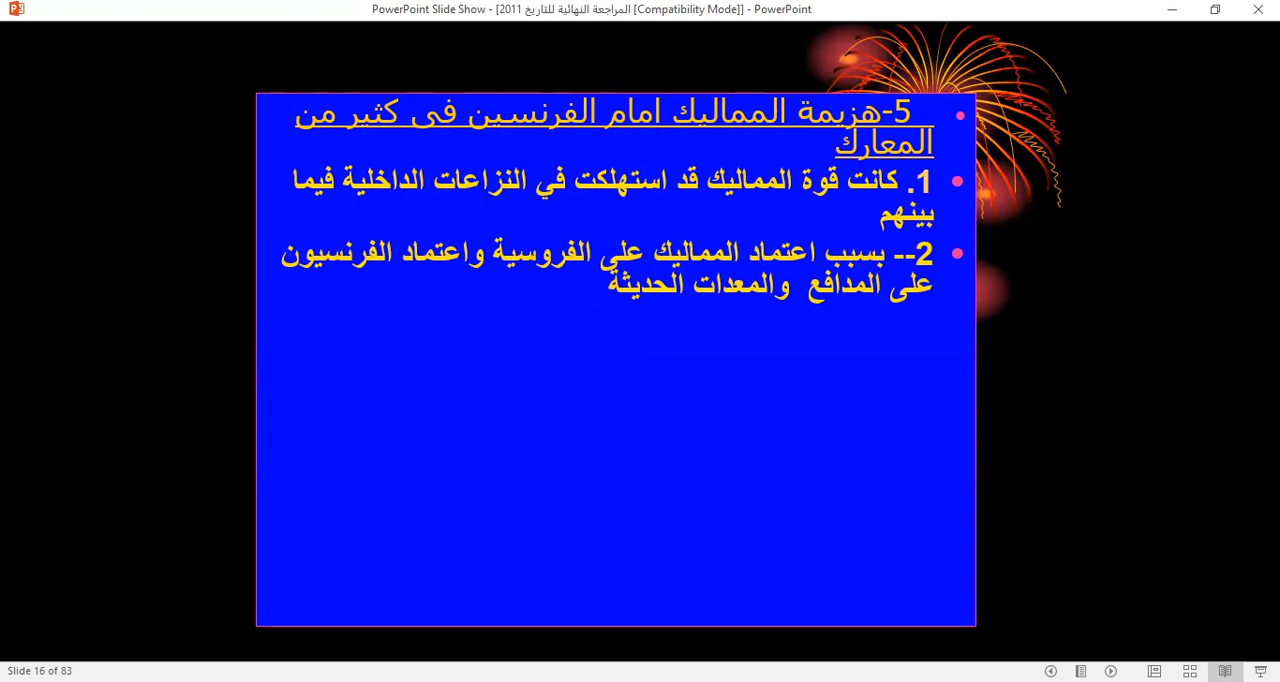 PowerPoint Slide Show - [المراجعة النهائية للتاريخ 2011 [Compatibility Mode]] - PowerPoint
5-هزيمة المماليك امام الفرنسين فى كثير من
المعارك
1. كانت قوة المماليك قد استهلكت في النزاعات الداخلية فيما
بينهم
2-- بسبب اعتماد المماليك على الفروسية واعتماد الفرنسيون
على المدافع والمعدات الحديثة
Slide 16 of 83